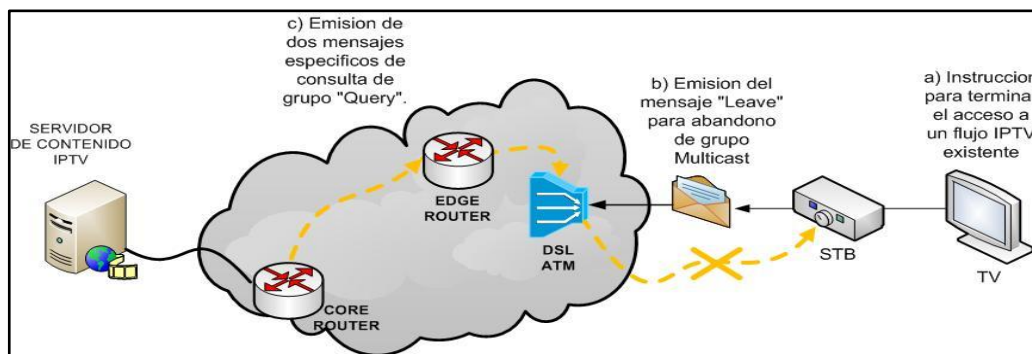 c) Emision de
dos mensajes
especificos de
consulta de
grupo "Query".
b) Emision del
mensaje "Leave"
para abandono
de grupo
Multicast
a) Instruccion
para terminar
el acceso a
un flujo IPTV
existente
SERVIDOR
DE CONTENIDO
IPTV
EDGE
ROUTER
DSL
ATM
STB
TV
CORE
ROUTER